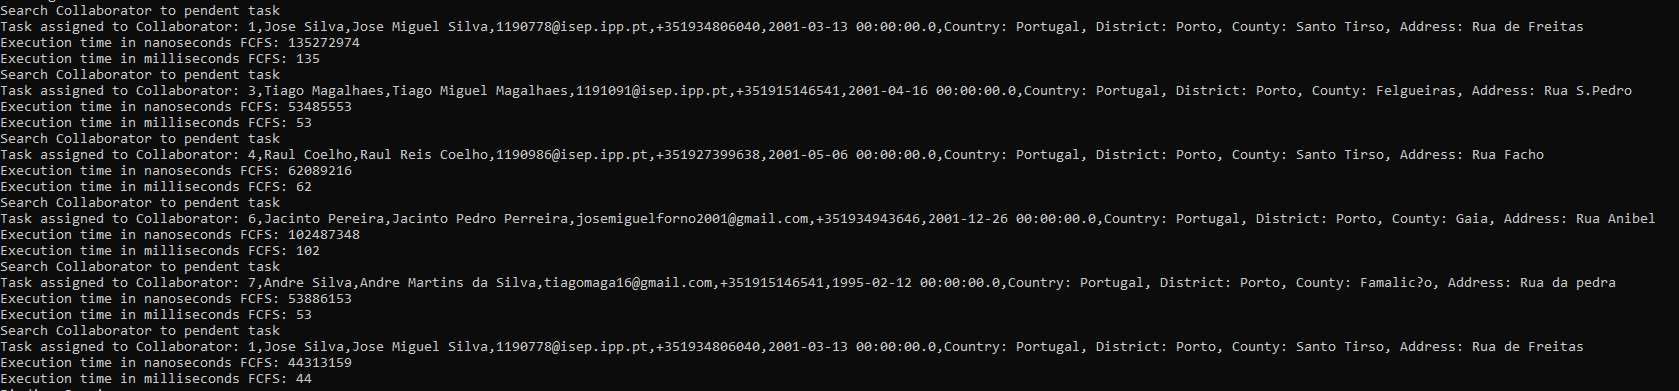 Search Collaborator to pendent task
Task assigned to Collaborator: 1,Jose Silva,Jose Miguel Silva,1190778@isep.ipp.pt,+351934806040,2001-03-13 00:00:00.0,Country: Portugal, District: Porto, County: Santo Tirso, Address: Rua de Freitas
Execution time in nanoseconds FCFS: 135272974
Execution time in milliseconds FCFS: 135
Search Collaborator to pendent task
Task assigned to Collaborator: 3,Tiago Magalhaes,Tiago Miguel Magalhaes,1191091@isep.ipp.pt,+351915146541,2001-04-16 00:00:00.0,Country: Portugal, District: Porto, County: Felgueiras, Address: Rua S.Pedro
Execution time in nanoseconds FCFS: 53485553
Execution time in milliseconds FCFS: 53
Search Collaborator to pendent task
Task assigned to Collaborator: 4,Raul Coelho,Raul Reis Coelho,1190986@isep.ipp.pt,+351927399638,2001-05-06 00:00:00.0,Country: Portugal, District: Porto, County: Santo Tirso, Address: Rua Facho
Execution time in nanoseconds FCFS: 62089216
Execution time in milliseconds FCFS: 62
Search Collaborator to pendent task
Task assigned to Collaborator: 6,Jacinto Pereira,Jacinto Pedro Perreira,josemiguelforno2001@gmail.com,+351934943646,2001-12-26 00:00:00.0,Country: Portugal, District: Porto, County: Gaia, Address: Rua Anibel
Execution time in nanoseconds FCFS: 102487348
Execution time in milliseconds FCFS: 102
Search Collaborator to pendent task
Task assigned to Collaborator: 7,Andre Silva,Andre Martins da Silva,tiagomaga16@gmail.com,+351915146541,1995-02-12 00:00:00.0,Country: Portugal, District: Porto, County: Famalic?o, Address: Rua da pedra
Execution time in nanoseconds FCFS: 53886153
Execution time in milliseconds FCFS: 53
Search Collaborator to pendent task
Task assigned to Collaborator: 1,Jose Silva,Jose Miguel Silva,1190778@isep.ipp.pt,+351934806040,2001-03-13 00:00:00.0,Country: Portugal, District: Porto, County: Santo Tirso, Address: Rua de Freitas
Execution time in nanoseconds FCFS: 44313159
Execution time in milliseconds FCFS: 44